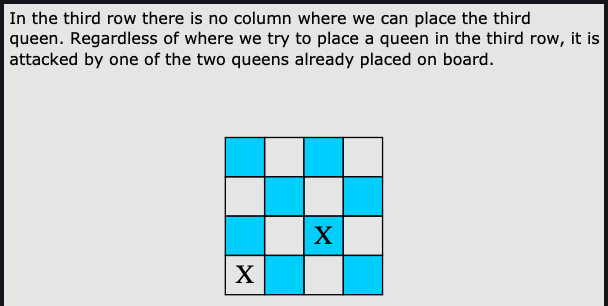 In the third row there is no column where we can place the third
queen. Regardless of where we try to place a queen in the third row, it is
attacked by one of the two queens already placed on board.
X
X